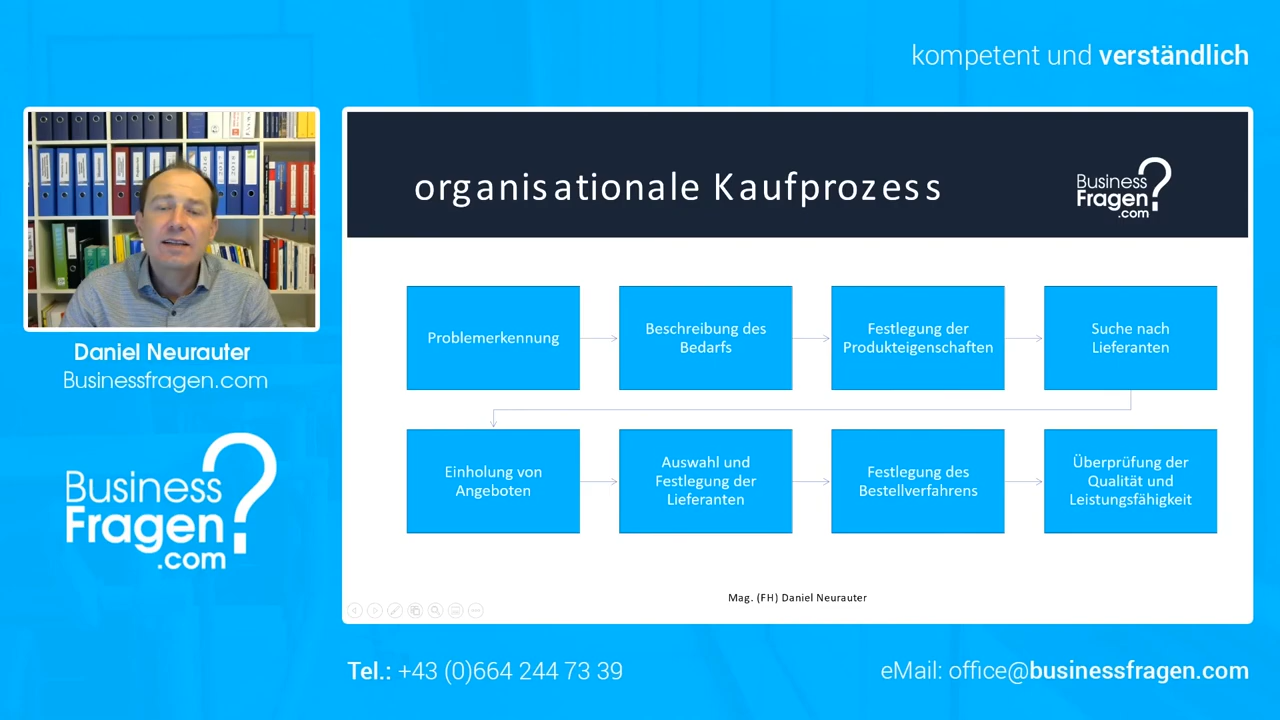 kompetent und verständlich
Daniel Neurauter
Businessfragen.com
Business
Fragen?
.com
organisationale Kaufprozess
Business
Fragen?
.com
Problemerkennung
Beschreibung des
Bedarfs
Festlegung der
Produkteigenschaften
Suche nach
Lieferanten
Einholung von
Angeboten
Auswahl und
Festlegung der
Lieferanten
Festlegung des
Bestellverfahrens
Überprüfung der
Qualität und
Leistungsfähigkeit
Mag. (FH) Daniel Neurauter
Tel.: +43 (0)664 244 73 39
eMail: office@businessfragen.com